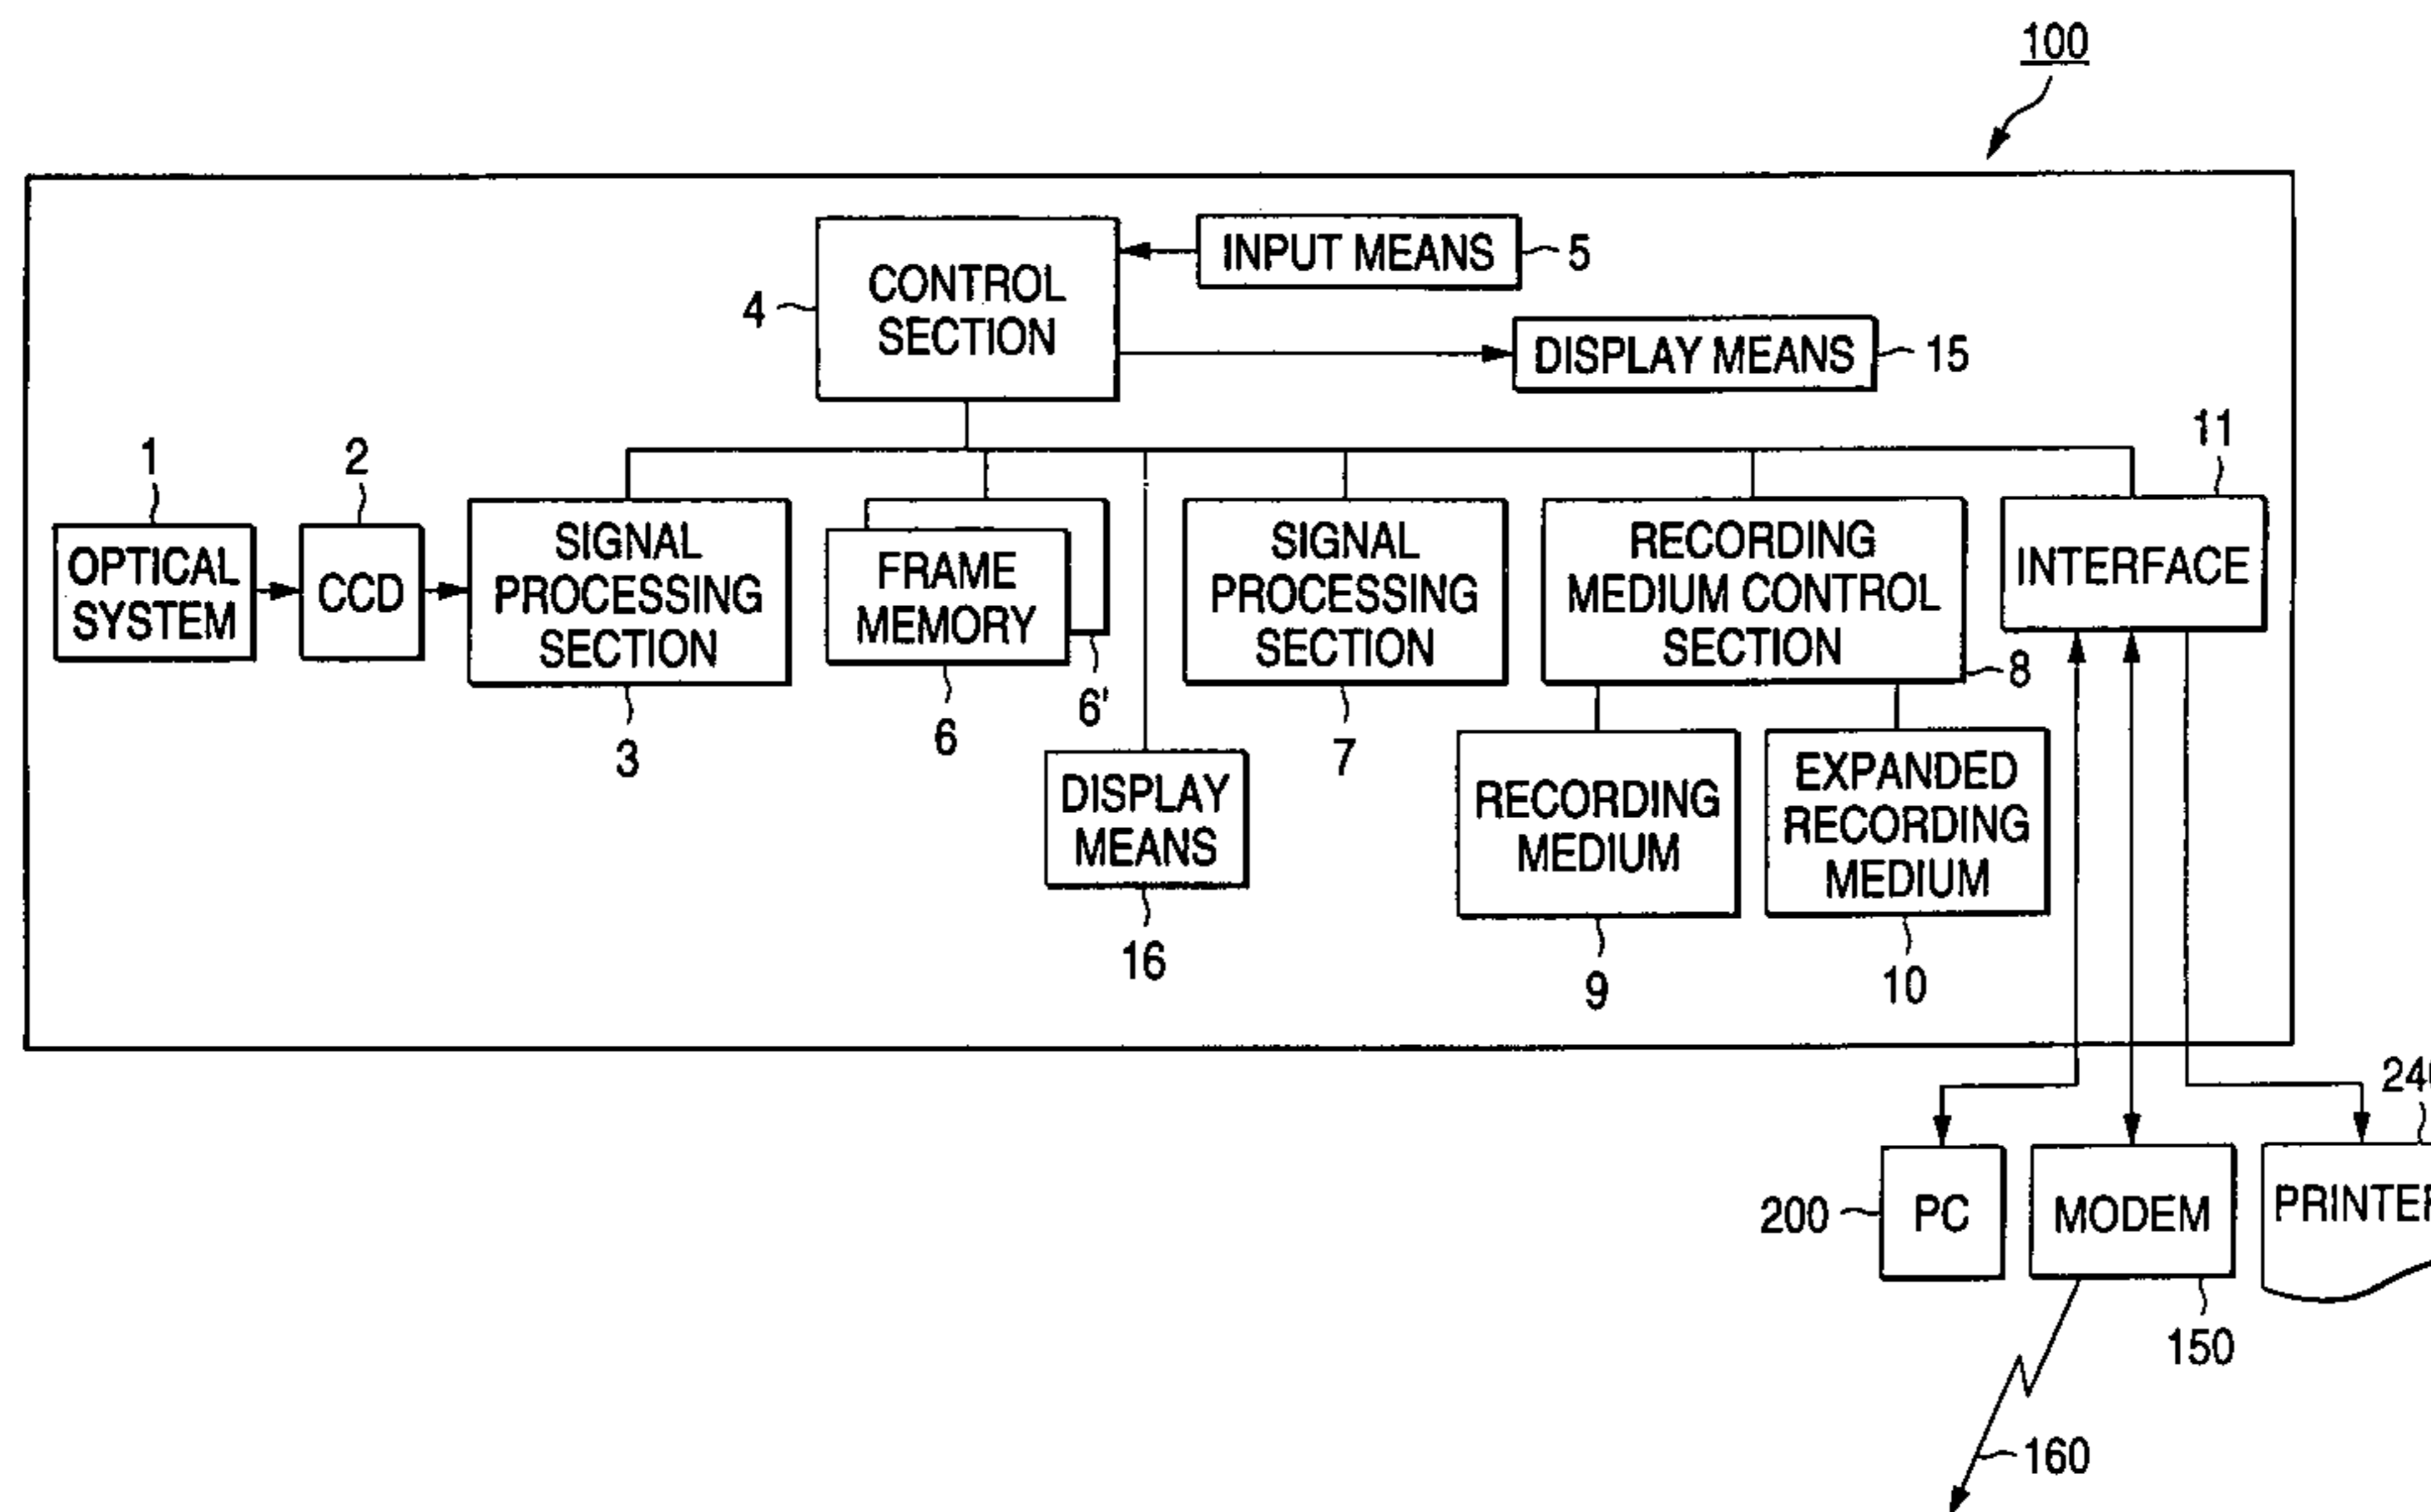 100
CONTROL
SECTION
4
INPUT MEANS
5
DISPLAY MEANS
15
1
OPTICAL
SYSTEM
2
CCD
SIGNAL
PROCESSING
SECTION
3
FRAME
MEMORY
6
6'
DISPLAY
MEANS
16
SIGNAL
PROCESSING
SECTION
7
RECORDING
MEDIUM CONTROL
SECTION
8
RECORDING
MEDIUM
9
EXPANDED
RECORDING
MEDIUM
10
11
INTERFACE
200
PC
MODEM
150
160
240
PRINTER